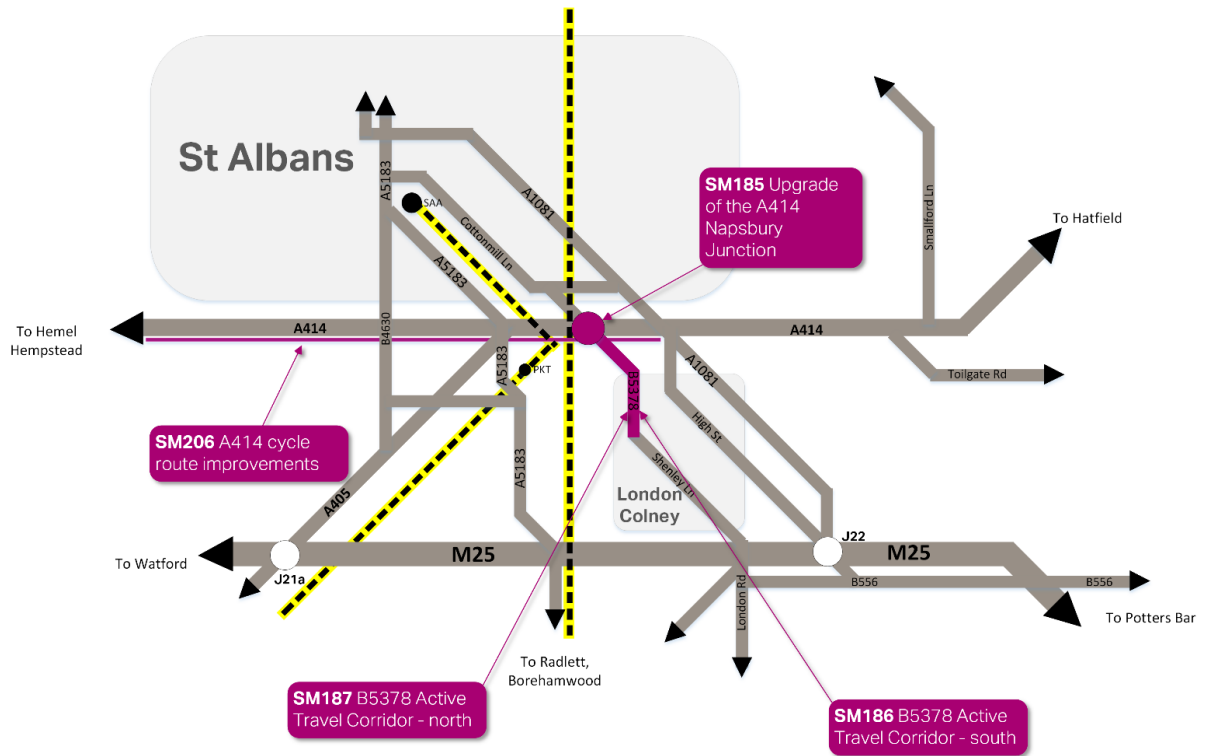 St Albans
A5183
SAA
Cottonmill Ln
A1081
SM185 Upgrade
of the A414
Napsbury
Junction
Smallford Ln
To Hatfield
A5183
To Hemel
Hempstead
A414
B4630
A5183
A414
PKT
B5378
A1081
Tollgate Rd
SM206 A414 cycle
route improvements
High St
A405
A5183
Shenley Ln
London
Colney
To Watford
J21a
M25
J22
M25
London Rd
B556
B556
To Potters Bar
To Radlett,
Borehamwood
SM187 B5378 Active
Travel Corridor - north
SM186 B5378 Active
Travel Corridor - south